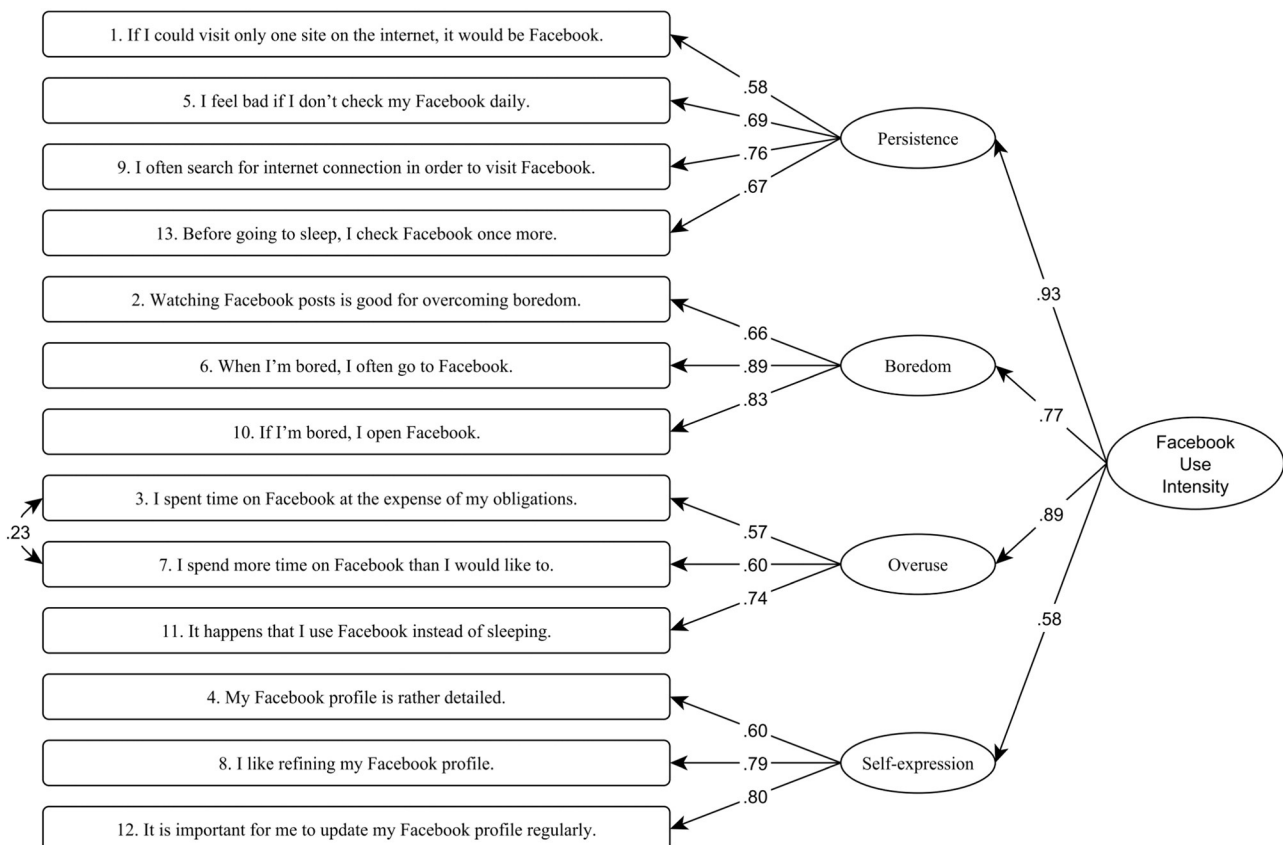 1. If I could visit only one site on the internet, it would be Facebook.
.58
5. I feel bad if I don’t check my Facebook daily.
.69
Persistence
9. I often search for internet connection in order to visit Facebook.
.76
.67
13. Before going to sleep, I check Facebook once more.
.93
2. Watching Facebook posts is good for overcoming boredom.
.66
6. When I’m bored, I often go to Facebook.
.89
Boredom
.83
10. If I’m bored, I open Facebook.
.77
Facebook
Use
Intensity
3. I spent time on Facebook at the expense of my obligations.
.23
.57
.89
7. I spend more time on Facebook than I would like to.
.60
Overuse
.74
11. It happens that I use Facebook instead of sleeping.
.58
4. My Facebook profile is rather detailed.
.60
8. I like refining my Facebook profile.
.79
Self-expression
.80
12. It is important for me to update my Facebook profile regularly.